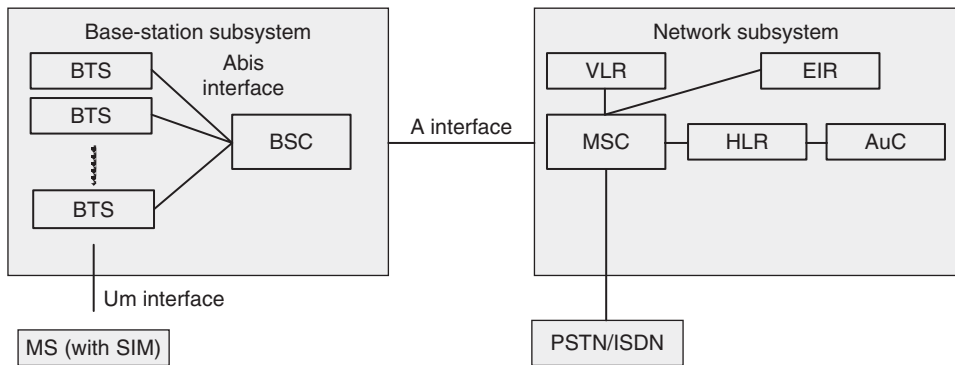 Base-station subsystem
BTS
Abis
interface
BTS
BSC
BTS
Um interface
MS (with SIM)
A interface
Network subsystem
VLR
EIR
MSC
HLR
AuC
PSTN/ISDN